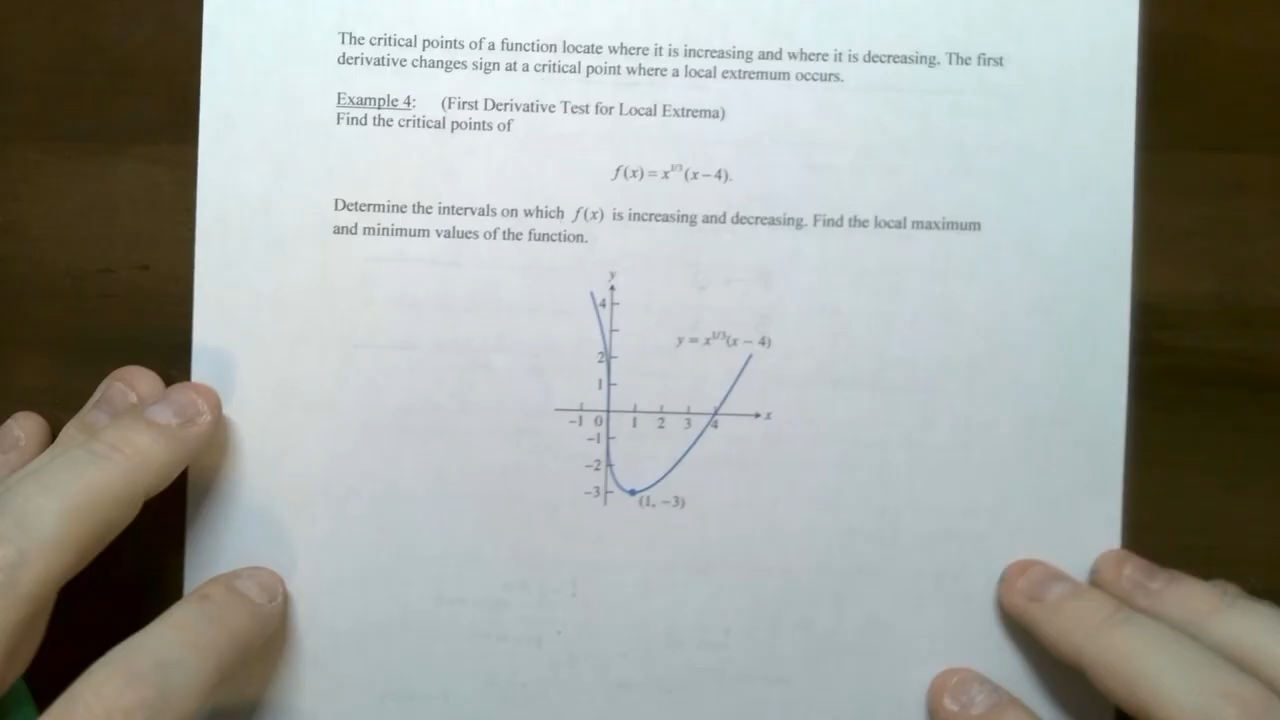 The critical points of a function locate where it is increasing and where it is decreasing. The first
derivative changes sign at a critical point where a local extremum occurs.
Example 4: (First Derivative Test for Local Extrema)
Find the critical points of
f(x) = x^{1/3}(x – 4).
Determine the intervals on which f(x) is increasing and decreasing. Find the local maximum
and minimum values of the function.
y
4
y = x^{1/3}(x – 4)
2
1
x
–1 0 1 2 3 4
–1
–2
–3
(1, –3)